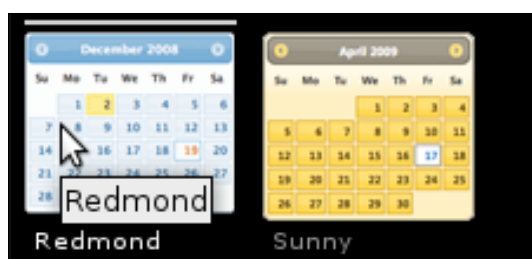 December 2008
Su Mo Tu We Th Fr Sa
1 2 3 4 5 6
7 8 9 10 11 12 13
14 16 17 18 19 20
21 22 23 24 25 26 27
28
Redmond
Redmond
April 2009
Su Mo Tu We Th Fr Sa
1 2 3 4
5 6 7 8 9 10 11
12 13 14 15 16 17 18
19 20 21 22 23 24 25
26 27 28 29 30
Sunny